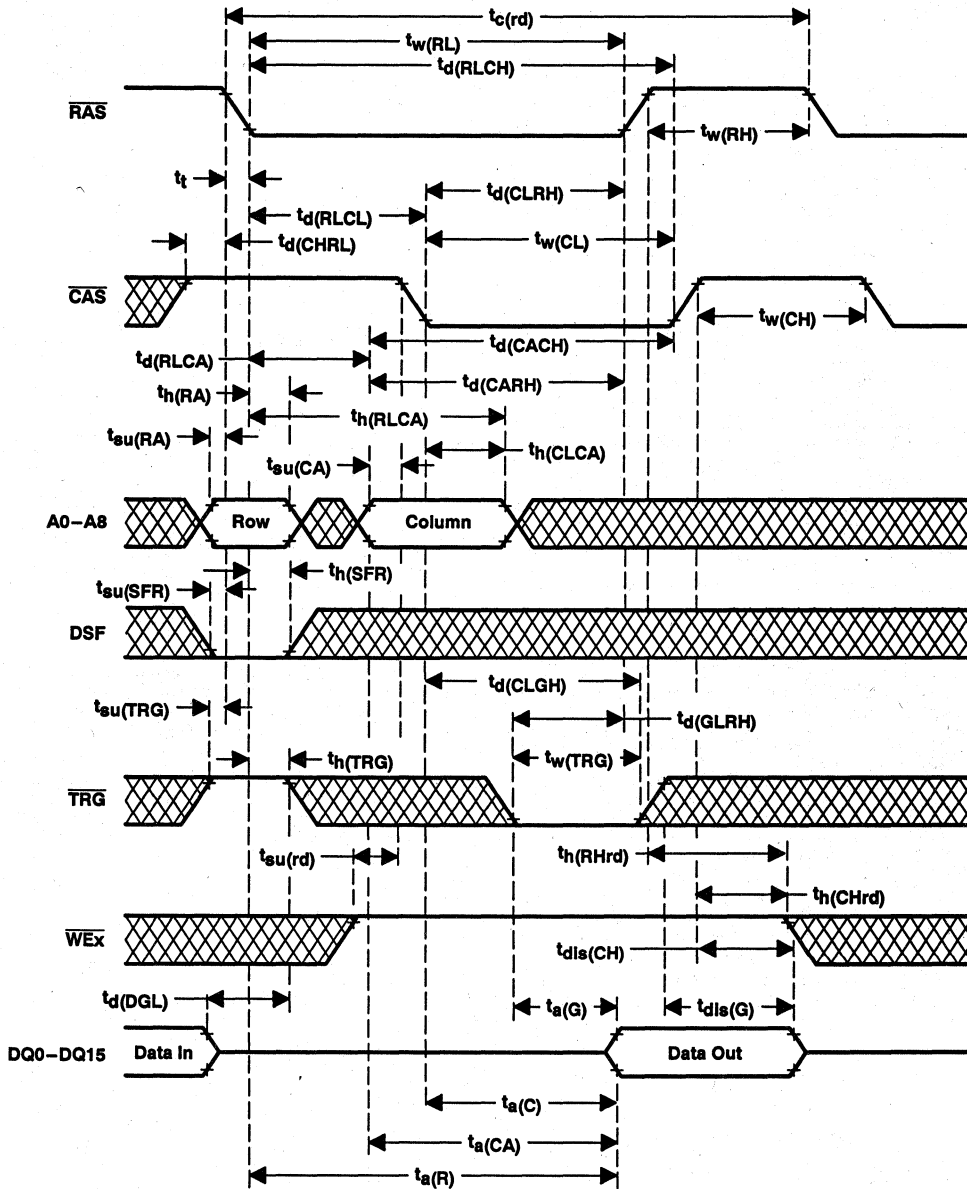 tc(rd)
tw(RL)
td(RLCH)
RAS
tw(RH)
tt
td(CLRH)
td(RLCL)
td(CHRL)
tw(CL)
CAS
tw(CH)
td(CACH)
td(RLCA)
td(CARH)
th(RA)
th(RLCA)
tsu(RA)
th(CLCA)
tsu(CA)
A0–A8
Row
Column
th(SFR)
tsu(SFR)
DSF
td(CLGH)
tsu(TRG)
td(GLRH)
tw(TRG)
th(TRG)
TRG
tsu(rd)
th(RHrd)
th(CHrd)
WEx
tdis(CH)
td(DGL)
ta(G)
tdis(G)
DQ0–DQ15
Data In
Data Out
ta(C)
ta(CA)
ta(R)